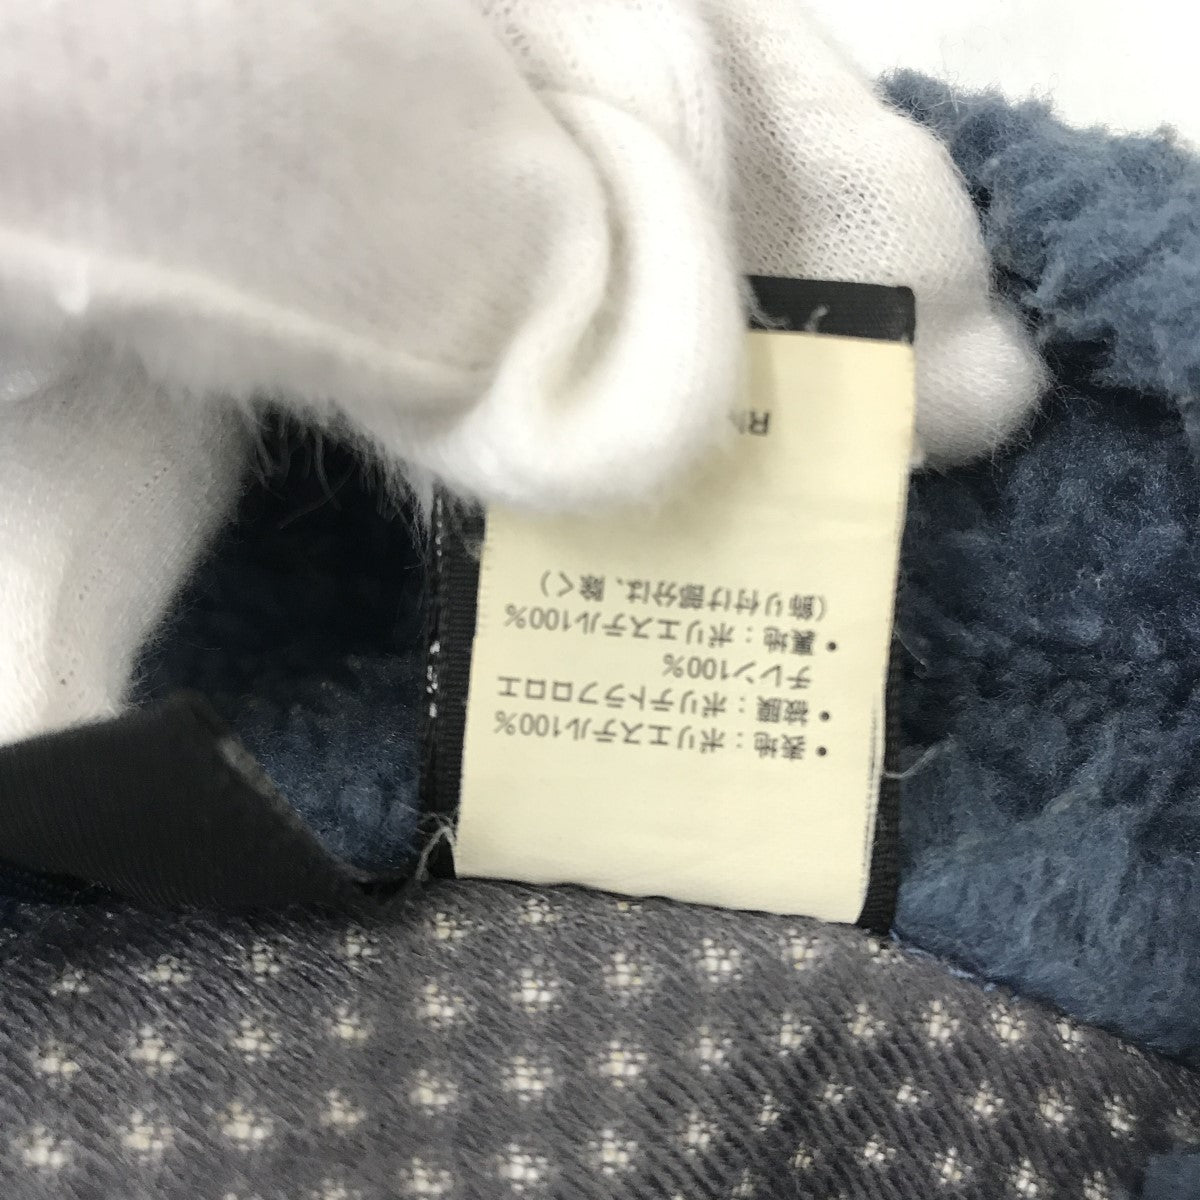 • 表地：ポリエステル100%
• 被膜：ポリテトラフロロエ
チレン100%
• 裏地：ポリエステル100%
（飾り付け部分は、除く）